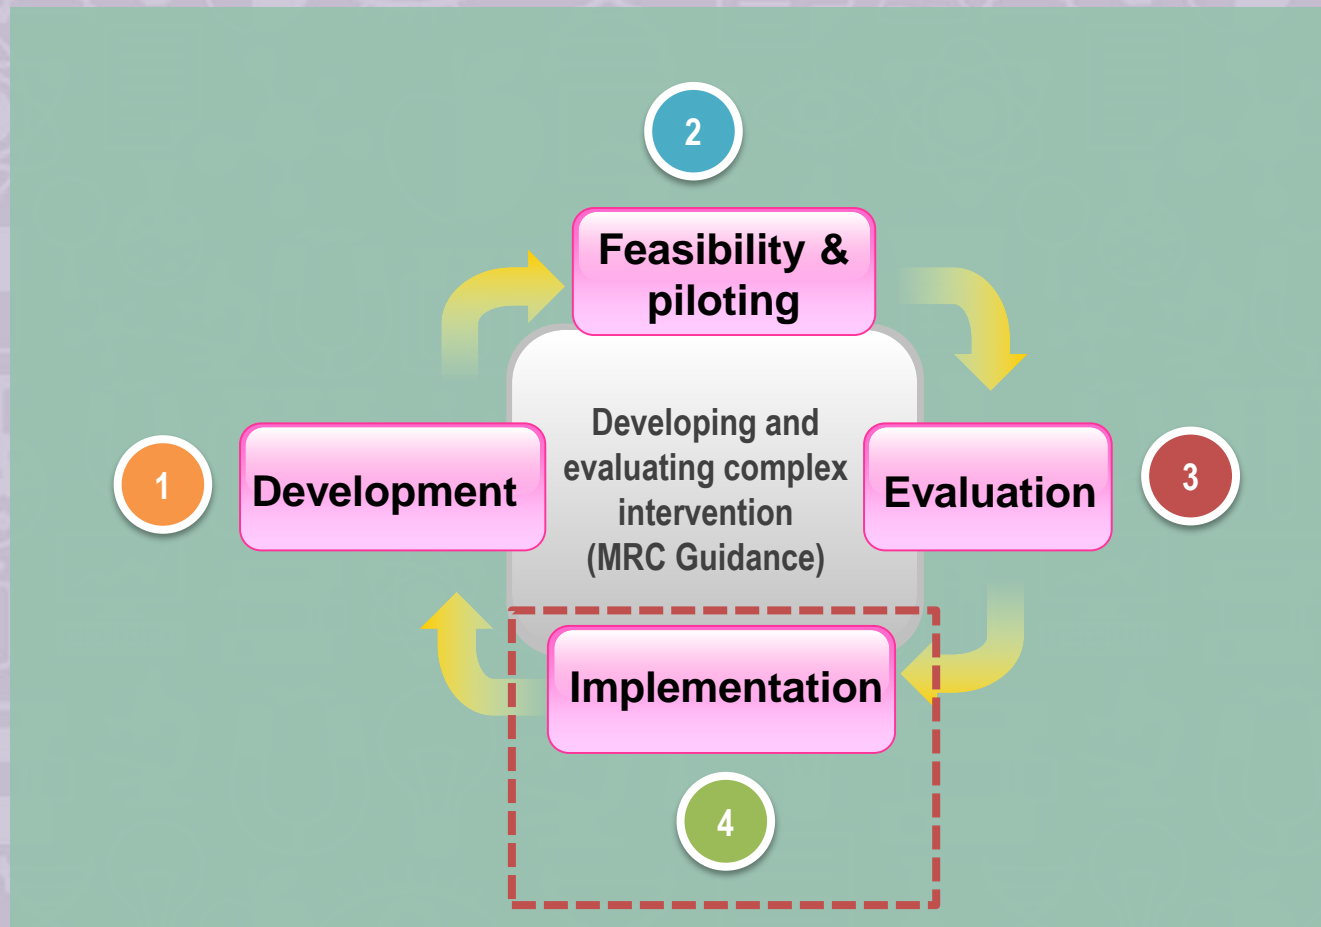 2
Feasibility &
piloting
Developing and
evaluating complex
intervention
(MRC Guidance)
1
Development
Evaluation
3
Implementation
4